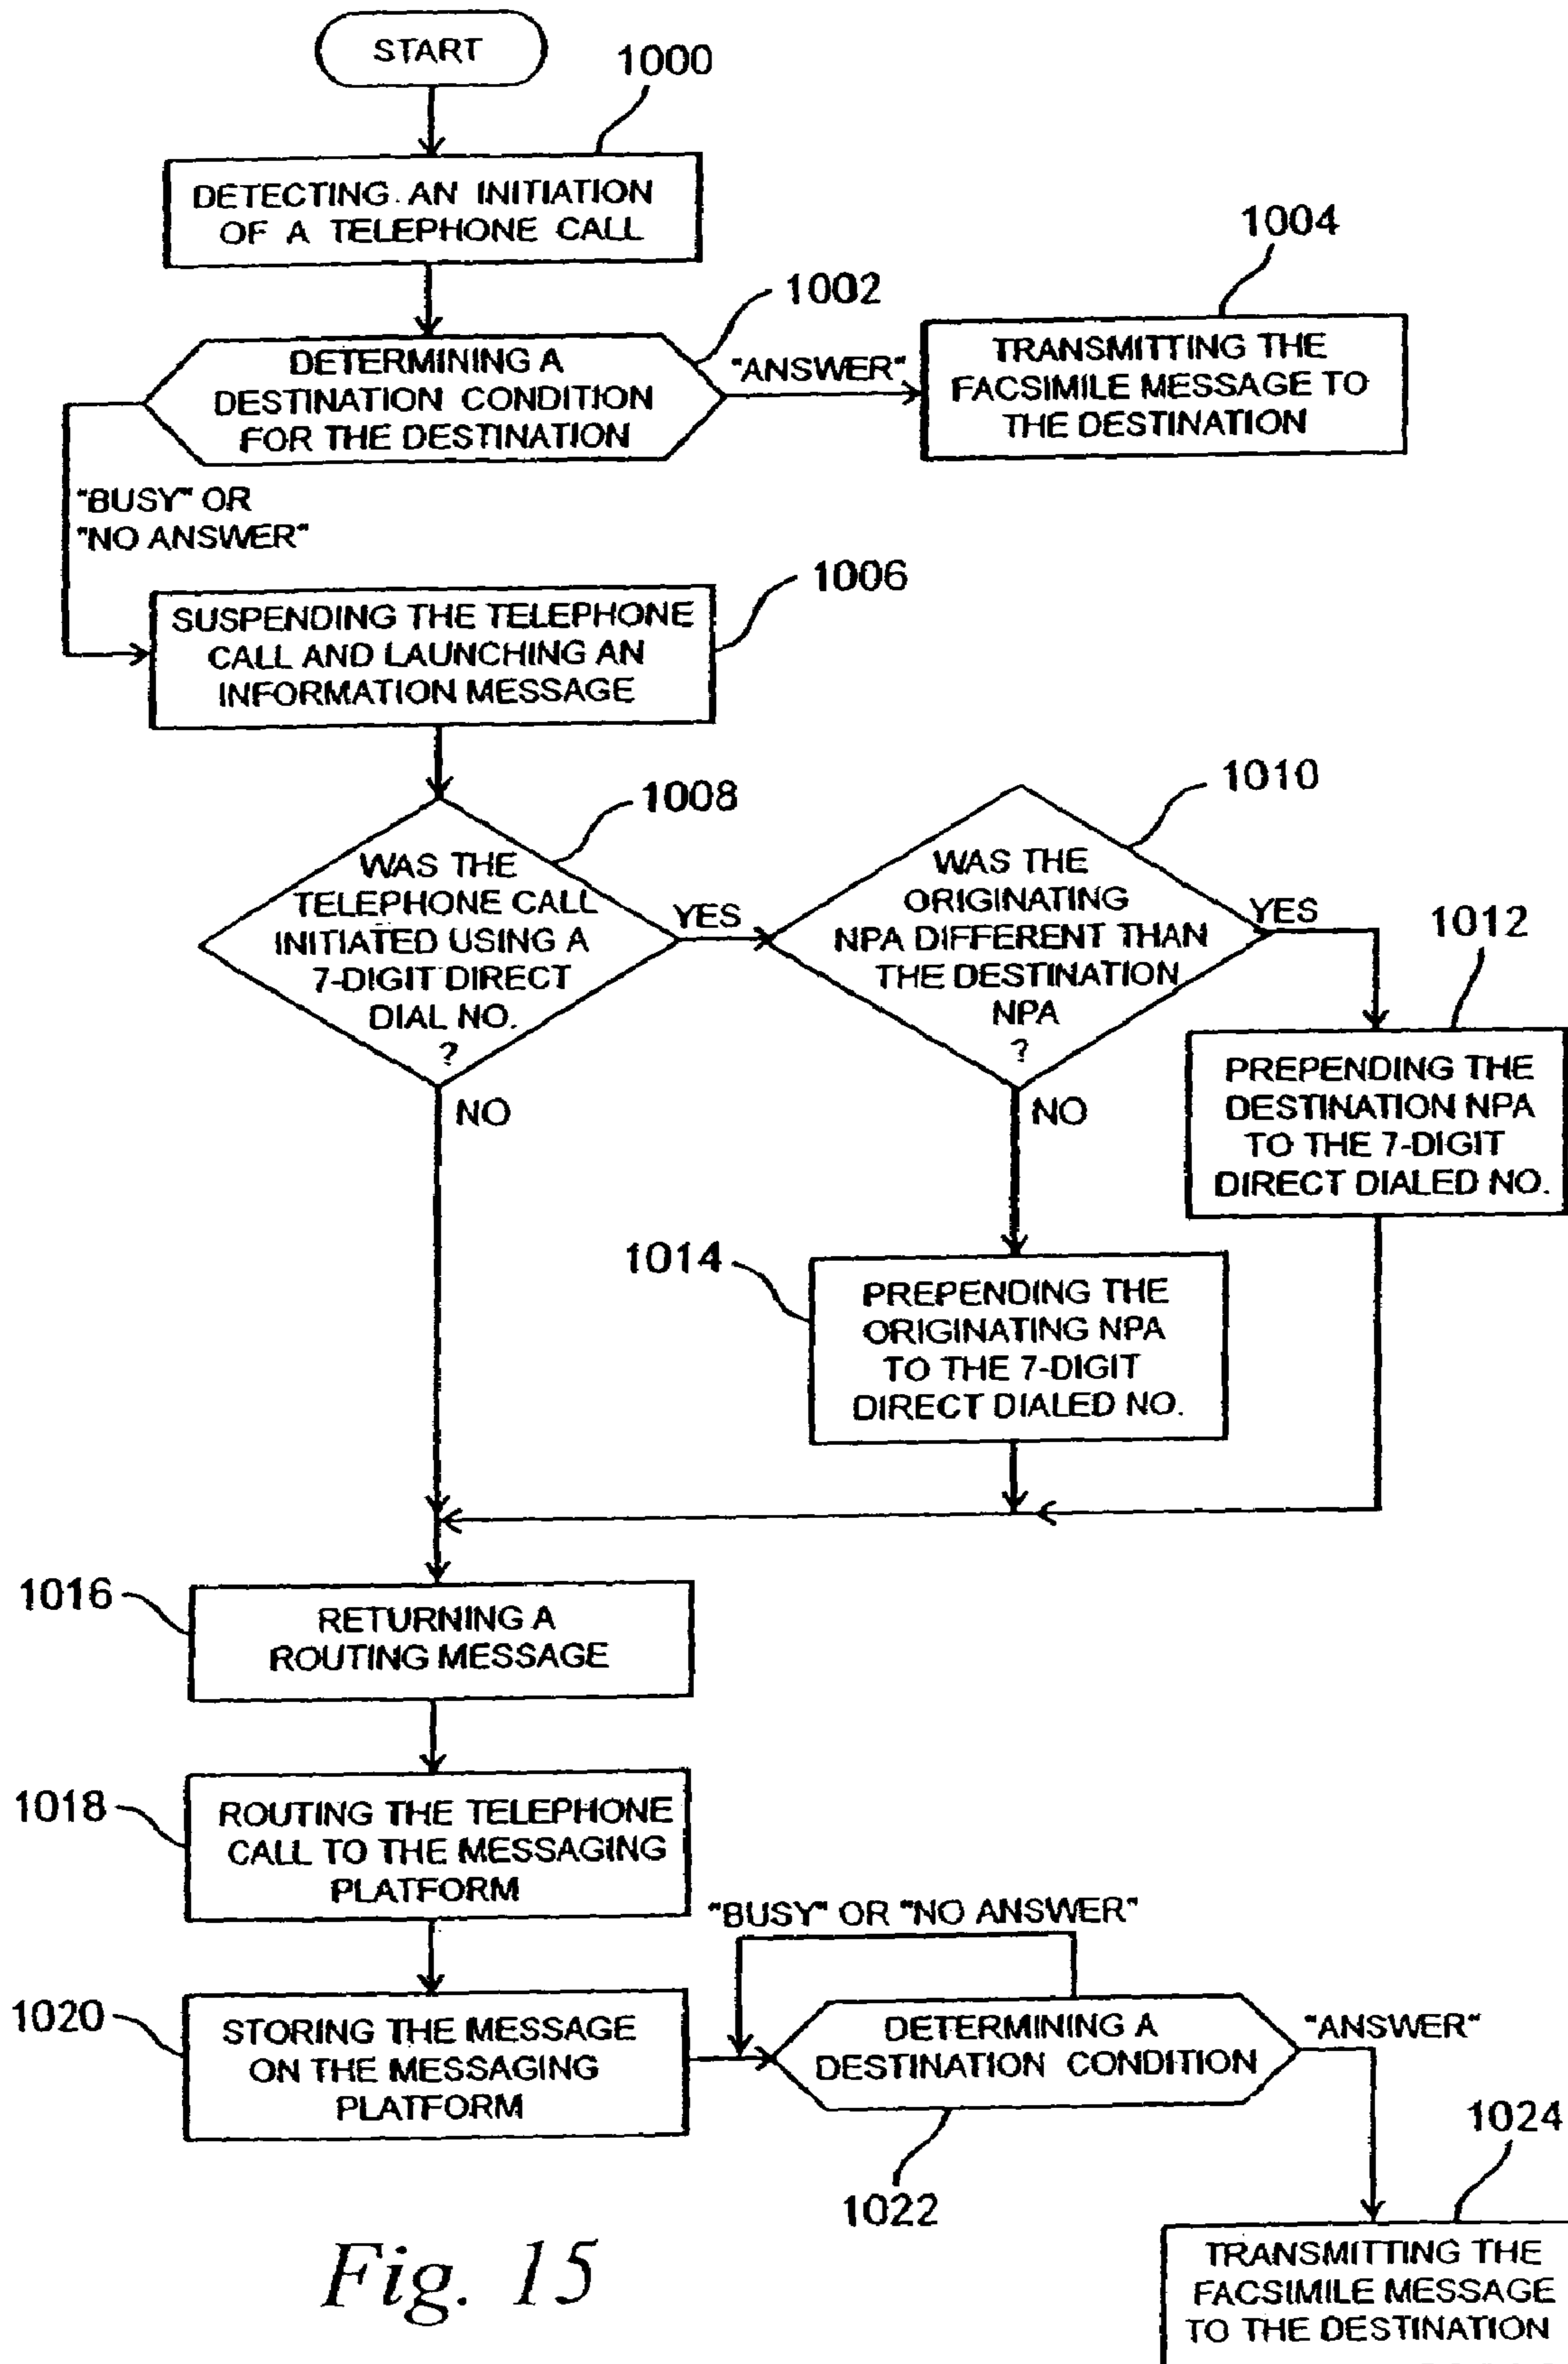 START
1000
DETECTING AN INITIATION
OF A TELEPHONE CALL
1002
DETERMINING A
DESTINATION CONDITION
FOR THE DESTINATION
"ANSWER"
1004
TRANSMITTING THE
FACSIMILE MESSAGE TO
THE DESTINATION
"BUSY" OR
"NO ANSWER"
1006
SUSPENDING THE TELEPHONE
CALL AND LAUNCHING AN
INFORMATION MESSAGE
1008
WAS THE
TELEPHONE CALL
INITIATED USING A
7-DIGIT DIRECT
DIAL NO.
?
YES
NO
1010
WAS THE
ORIGINATING
NPA DIFFERENT THAN
THE DESTINATION
NPA
?
YES
NO
1012
PREPENDING THE
DESTINATION NPA
TO THE 7-DIGIT
DIRECT DIALED NO.
1014
PREPENDING THE
ORIGINATING NPA
TO THE 7-DIGIT
DIRECT DIALED NO.
1016
RETURNING A
ROUTING MESSAGE
1018
ROUTING THE TELEPHONE
CALL TO THE MESSAGING
PLATFORM
1020
STORING THE MESSAGE
ON THE MESSAGING
PLATFORM
"BUSY" OR "NO ANSWER"
DETERMINING A
DESTINATION CONDITION
1022
"ANSWER"
1024
TRANSMITTING THE
FACSIMILE MESSAGE
TO THE DESTINATION
Fig. 15